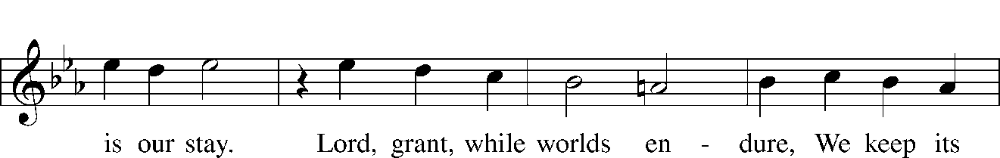 is our stay. Lord, grant, while worlds en - dure, We keep its